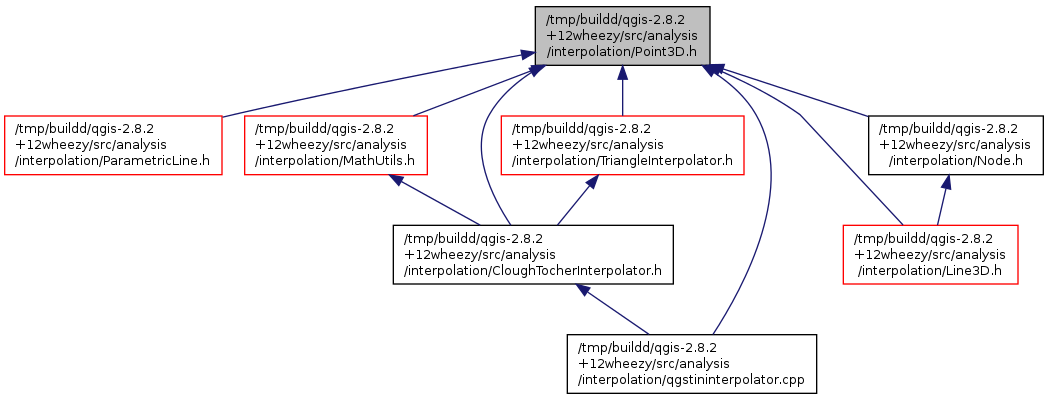 /tmp/buildd/qgis-2.8.2
+12wheezy/src/analysis
/interpolation/Point3D.h
/tmp/buildd/qgis-2.8.2
+12wheezy/src/analysis
/interpolation/ParametricLine.h
/tmp/buildd/qgis-2.8.2
+12wheezy/src/analysis
/interpolation/MathUtils.h
/tmp/buildd/qgis-2.8.2
+12wheezy/src/analysis
/interpolation/TriangleInterpolator.h
/tmp/buildd/qgis-2.8.2
+12wheezy/src/analysis
/interpolation/Node.h
/tmp/buildd/qgis-2.8.2
+12wheezy/src/analysis
/interpolation/CloughTocherInterpolator.h
/tmp/buildd/qgis-2.8.2
+12wheezy/src/analysis
/interpolation/Line3D.h
/tmp/buildd/qgis-2.8.2
+12wheezy/src/analysis
/interpolation/qgstininterpolator.cpp